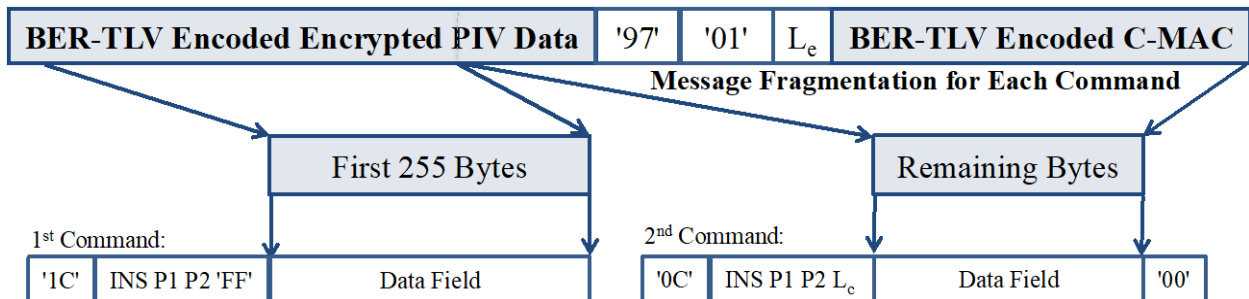 BER-TLV Encoded Encrypted PIV Data '97' '01' Le BER-TLV Encoded C-MAC
Message Fragmentation for Each Command
First 255 Bytes Remaining Bytes
1st Command: 2nd Command:
'1C' INS P1 P2 'FF' Data Field '0C' INS P1 P2 Lc Data Field '00'